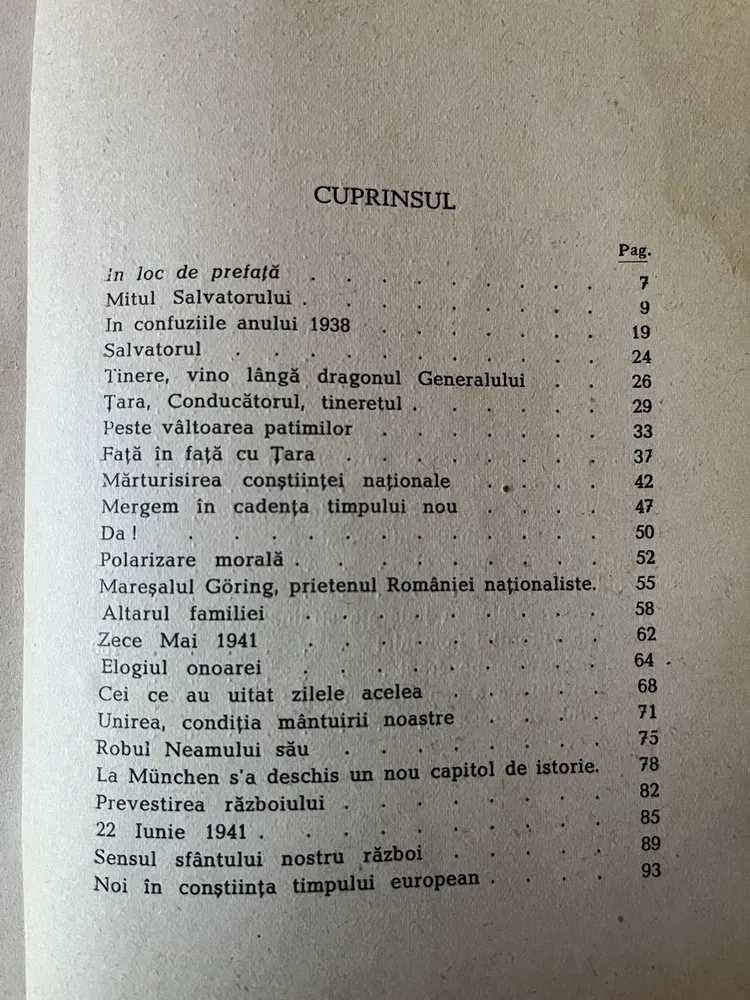 CUPRINSUL
Pag.
In loc de prefață . . . . . . . . . 7
Mitul Salvatorului . . . . . . . . 9
In confuziile anului 1938 . . . . . . 19
Salvatorul . . . . . . . . . . 24
Tinere, vino lângă dragonul Generalului . . 26
Țara, Conducătorul, tineretul . . . . . 29
Peste vâltoarea patimilor . . . . . . 33
Față în față cu Țara . . . . . . . 37
Mărturisirea conștiinței naționale . . . . 42
Mergem în cadența timpului nou . . . . 47
Da ! . . . . . . . . . . . 50
Polarizare morală . . . . . . . . 52
Mareșalul Göring, prietenul României naționaliste. 55
Altarul familiei . . . . . . . . 58
Zece Mai 1941 . . . . . . . . 62
Elogiul onoarei . . . . . . . . 64
Cei ce au uitat zilele acelea . . . . . 68
Unirea, condiția mântuirii noastre . . . . 71
Robul Neamului său . . . . . . . 75
La München s'a deschis un nou capitol de istorie. 78
Prevestirea războiului . . . . . . . 82
22 Iunie 1941 . . . . . . . . . 85
Sensul sfântului nostru război . . . . . 89
Noi în conștiința timpului european . . . . 93